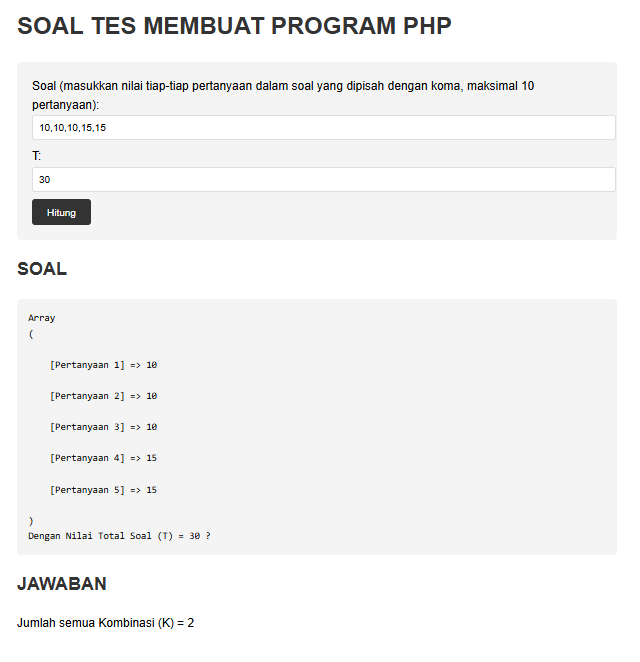 SOAL TES MEMBUAT PROGRAM PHP
Soal (masukkan nilai tiap-tiap pertanyaan dalam soal yang dipisah dengan koma, maksimal 10
pertanyaan):
10,10,10,15,15
T:
30
Hitung
SOAL
Array
(
[Pertanyaan 1] => 10
[Pertanyaan 2] => 10
[Pertanyaan 3] => 10
[Pertanyaan 4] => 15
[Pertanyaan 5] => 15
)
Dengan Nilai Total Soal (T) = 30 ?
JAWABAN
Jumlah semua Kombinasi (K) = 2